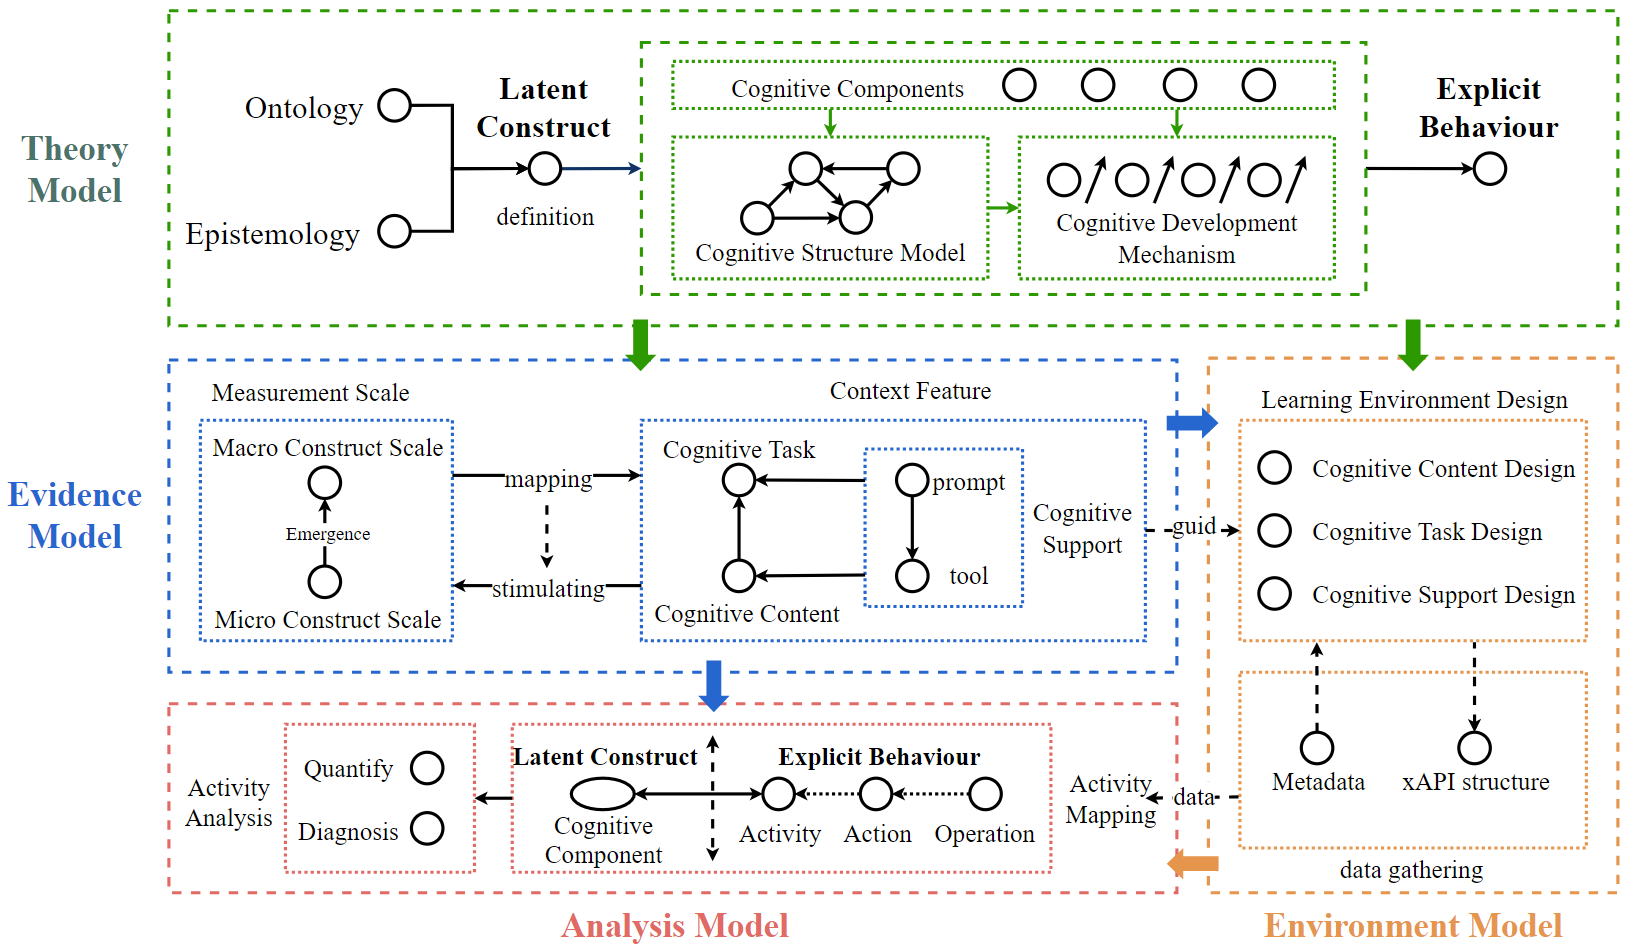 Theory
Model
Ontology
Epistemology
Latent
Construct
definition
Cognitive Components
Cognitive Structure Model
Cognitive Development
Mechanism
Explicit
Behaviour
Evidence
Model
Measurement Scale
Macro Construct Scale
Emergence
Micro Construct Scale
mapping
stimulating
Context Feature
Cognitive Task
prompt
tool
Cognitive Content
Cognitive
Support
guid
Learning Environment Design
Cognitive Content Design
Cognitive Task Design
Cognitive Support Design
Metadata
xAPI structure
data gathering
Environment Model
data
Activity
Mapping
Latent Construct
Explicit Behaviour
Cognitive
Component
Activity
Action
Operation
Quantify
Diagnosis
Activity
Analysis
Analysis Model